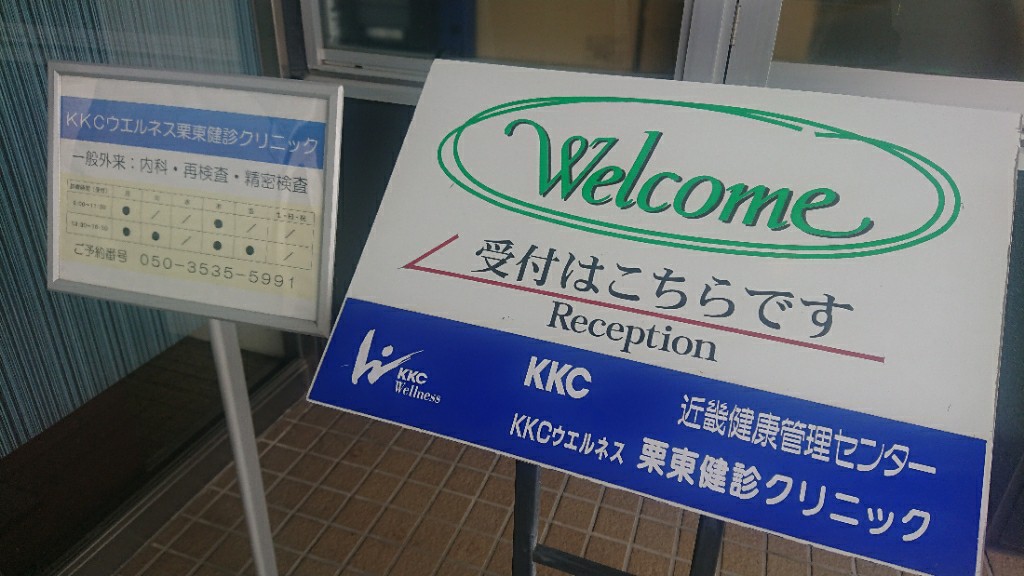 KKCウエルネス栗東健診クリニック
一般外来：内科・再検査・精密検査
ご予約番号 050-3535-5991
Welcome
受付はこちらです
Reception
KKC
Wellness
KKC 近畿健康管理センター
KKCウエルネス 栗東健診クリニック